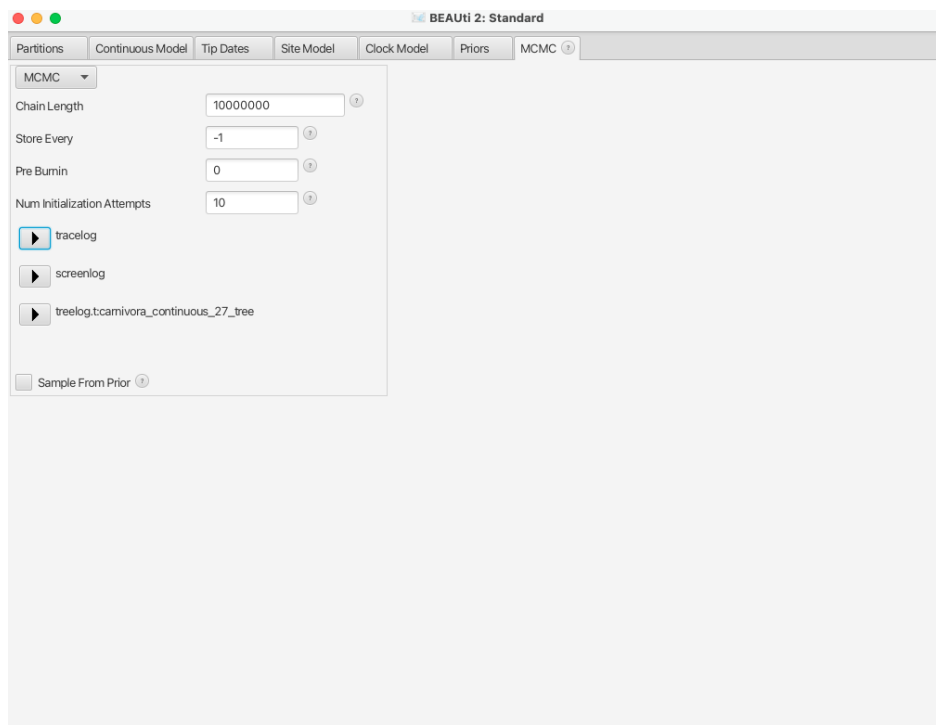 BEAUti 2: Standard
Partitions Continuous Model Tip Dates Site Model Clock Model Priors MCMC ?
MCMC
Chain Length 10000000 ?
Store Every -1 ?
Pre Burnin 0 ?
Num Initialization Attempts 10 ?
tracelog
screenlog
treelog.t:carnivora_continuous_27_tree
Sample From Prior ?